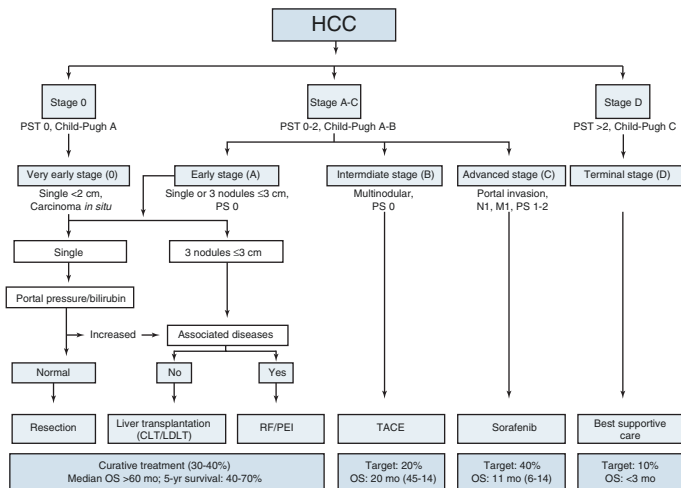 HCC
Stage 0
PST 0, Child-Pugh A
Stage A-C
PST 0-2, Child-Pugh A-B
Stage D
PST >2, Child-Pugh C
Very early stage (0)
Single <2 cm,
Carcinoma in situ
Early stage (A)
Single or 3 nodules ≤3 cm,
PS 0
Intermdiate stage (B)
Multinodular,
PS 0
Advanced stage (C)
Portal invasion,
N1, M1, PS 1-2
Terminal stage (D)
Single
3 nodules ≤3 cm
Portal pressure/bilirubin
Increased
Associated diseases
Normal
No
Yes
Resection
Liver transplantation
(CLT/LDLT)
RF/PEI
TACE
Sorafenib
Best supportive
care
Curative treatment (30-40%)
Median OS >60 mo; 5-yr survival: 40-70%
Target: 20%
OS: 20 mo (45-14)
Target: 40%
OS: 11 mo (6-14)
Target: 10%
OS: <3 mo